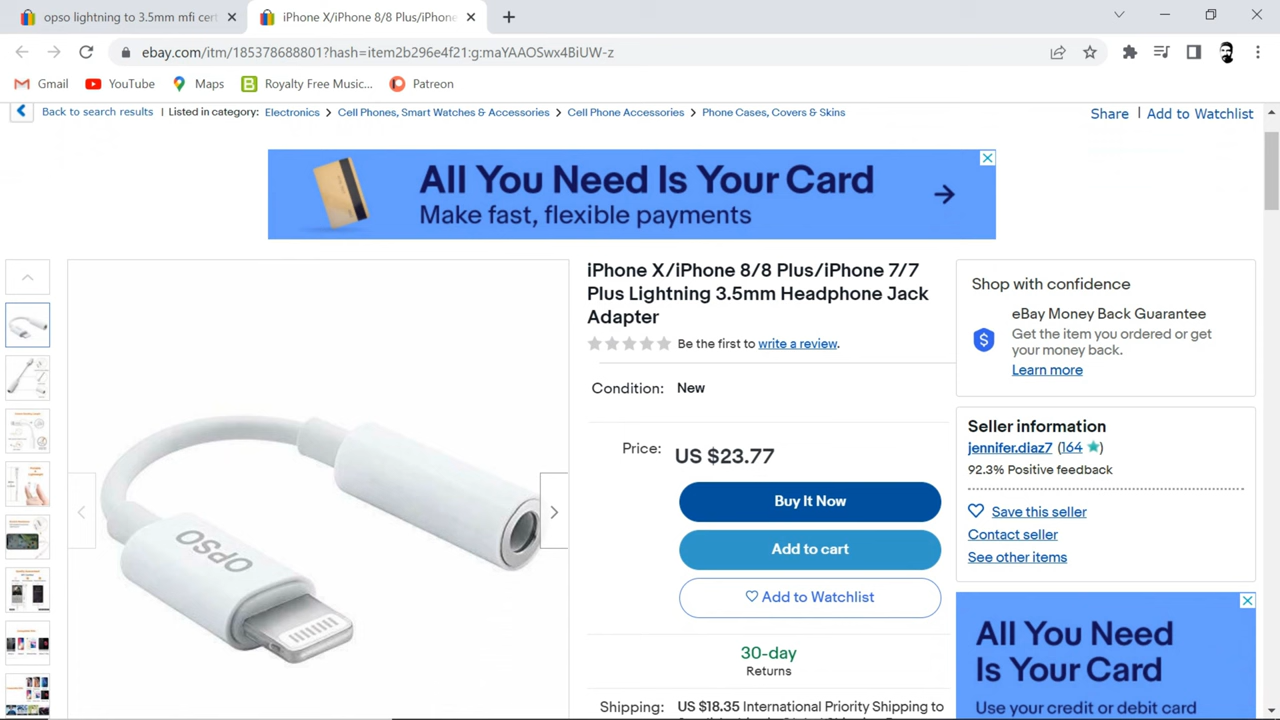 opso lightning to 3.5mm mfi cert
iPhone X/iPhone 8/8 Plus/iPhone
ebay.com/itm/185378688801?hash=item2b296e4f21:g:maYAAOSwx4BiUW-z
Gmail
YouTube
Maps
Royalty Free Music...
Patreon
Back to search results | Listed in category: Electronics > Cell Phones, Smart Watches & Accessories > Cell Phone Accessories > Phone Cases, Covers & Skins
Share | Add to Watchlist
All You Need Is Your Card
Make fast, flexible payments
iPhone X/iPhone 8/8 Plus/iPhone 7/7
Plus Lightning 3.5mm Headphone Jack
Adapter
Be the first to write a review.
Condition: New
Price: US $23.77
Buy It Now
Add to cart
Add to Watchlist
30-day
Returns
Shipping: US $18.35 International Priority Shipping to
OPSO
Shop with confidence
eBay Money Back Guarantee
Get the item you ordered or get
your money back.
Learn more
Seller information
jennifer.diaz7 (164)
92.3% Positive feedback
Save this seller
Contact seller
See other items
All You Need
Is Your Card
Use your credit or debit card